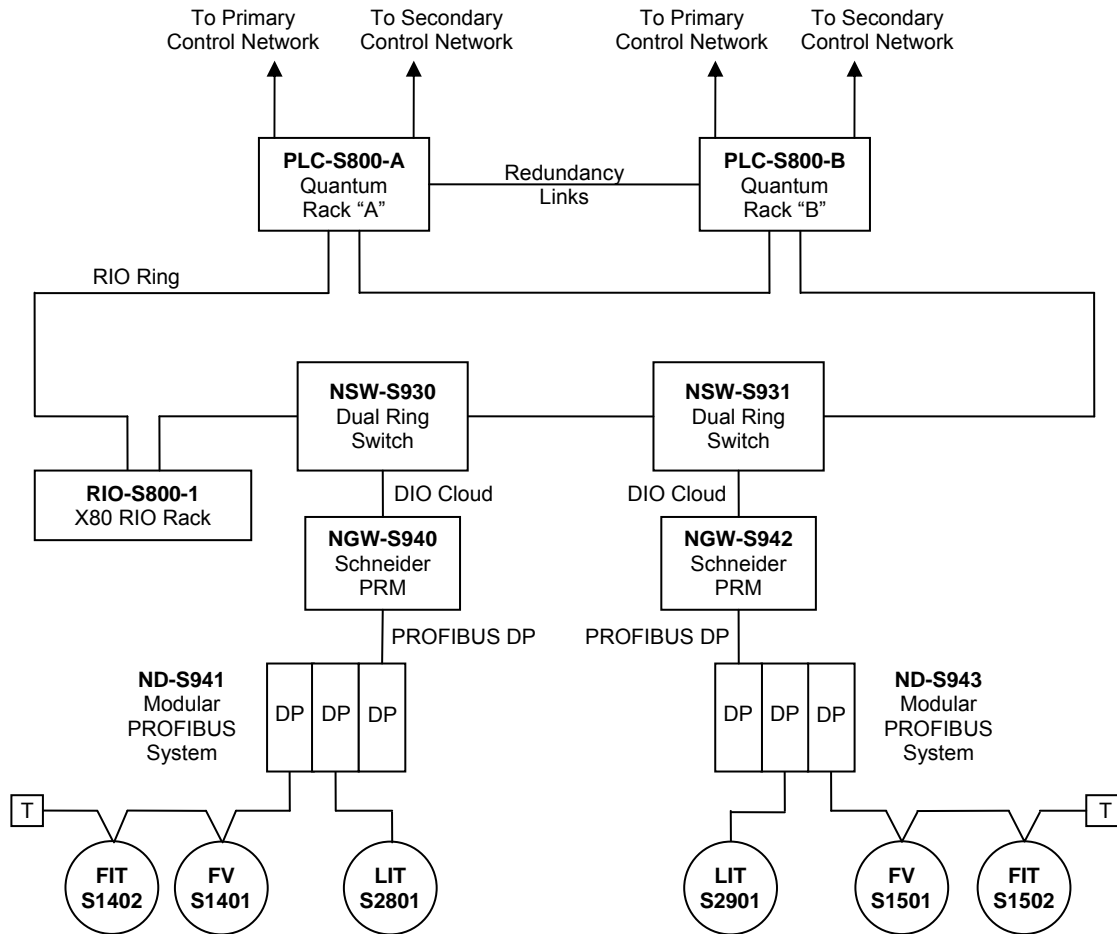 To Primary
Control Network
To Secondary
Control Network
To Primary
Control Network
To Secondary
Control Network
PLC-S800-A
Quantum
Rack “A”
Redundancy
Links
PLC-S800-B
Quantum
Rack “B”
RIO Ring
NSW-S930
Dual Ring
Switch
NSW-S931
Dual Ring
Switch
RIO-S800-1
X80 RIO Rack
DIO Cloud
DIO Cloud
NGW-S940
Schneider
PRM
NGW-S942
Schneider
PRM
PROFIBUS DP
PROFIBUS DP
ND-S941
Modular
PROFIBUS
System
DP
DP
DP
DP
DP
DP
ND-S943
Modular
PROFIBUS
System
T
FIT
S1402
FV
S1401
LIT
S2801
LIT
S2901
FV
S1501
FIT
S1502
T